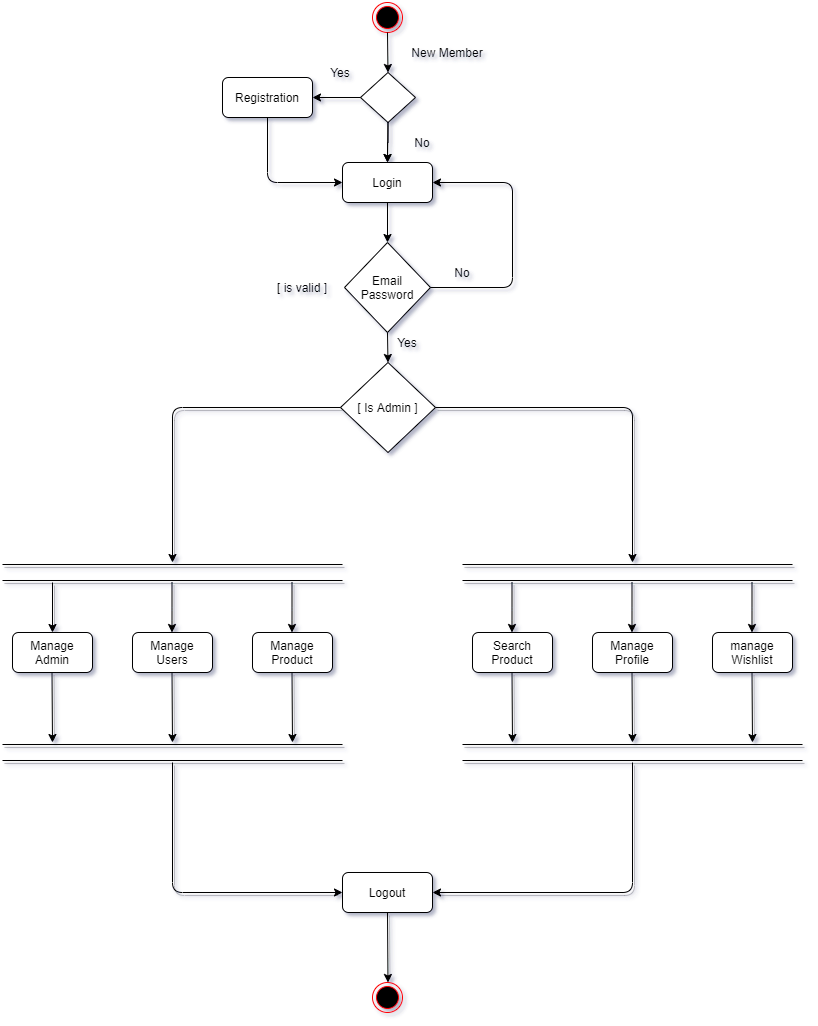 New Member
Yes
Registration
No
Login
Email
Password
[ is valid ]
No
Yes
[ Is Admin ]
Manage
Admin
Manage
Users
Manage
Product
Search
Product
Manage
Profile
manage
Wishlist
Logout